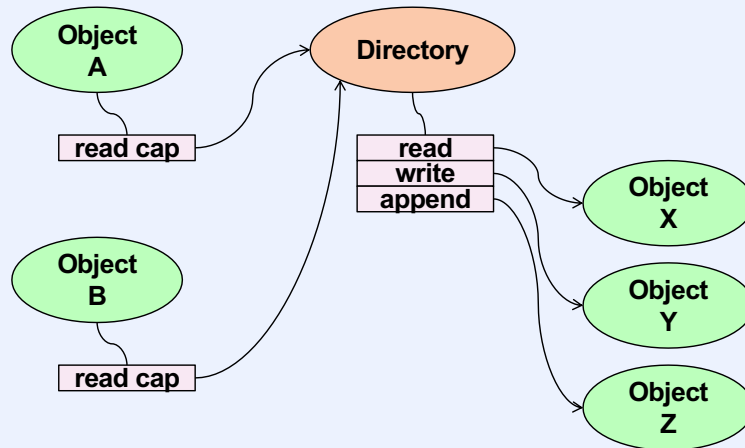 Object
A
Directory
read cap
read
write
append
Object
X
Object
B
Object
Y
read cap
Object
Z